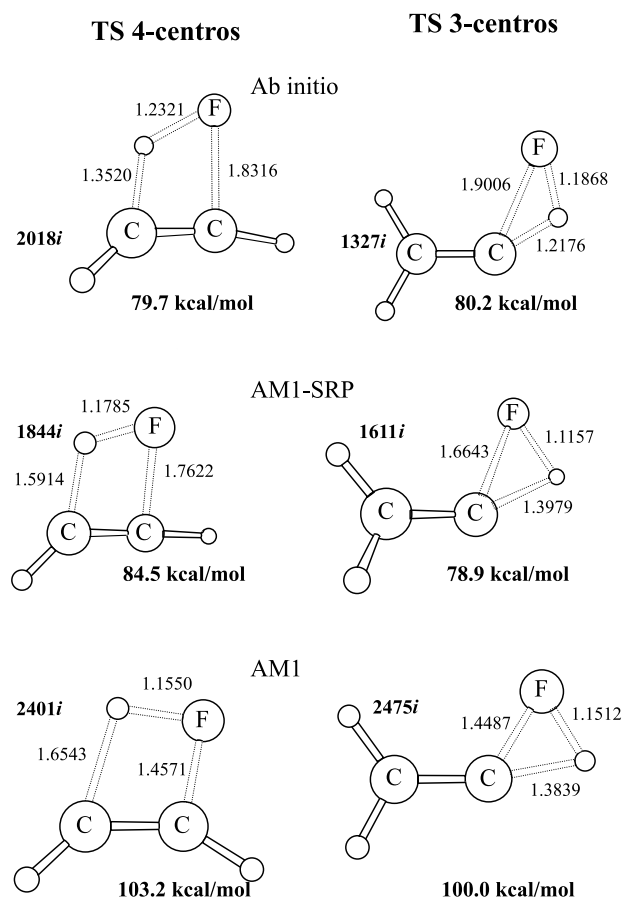 TS 4-centros
TS 3-centros
Ab initio
1.2321
F
1.3520
1.8316
C
C
2018i
79.7 kcal/mol
F
1.9006
1.1868
1327i
C
C
1.2176
80.2 kcal/mol
AM1-SRP
1.1785
1844i
F
1.5914
1.7622
C
C
84.5 kcal/mol
1611i
F
1.6643
1.1157
C
C
1.3979
78.9 kcal/mol
AM1
1.1550
2401i
F
1.6543
1.4571
C
C
103.2 kcal/mol
2475i
F
1.4487
1.1512
C
C
1.3839
100.0 kcal/mol